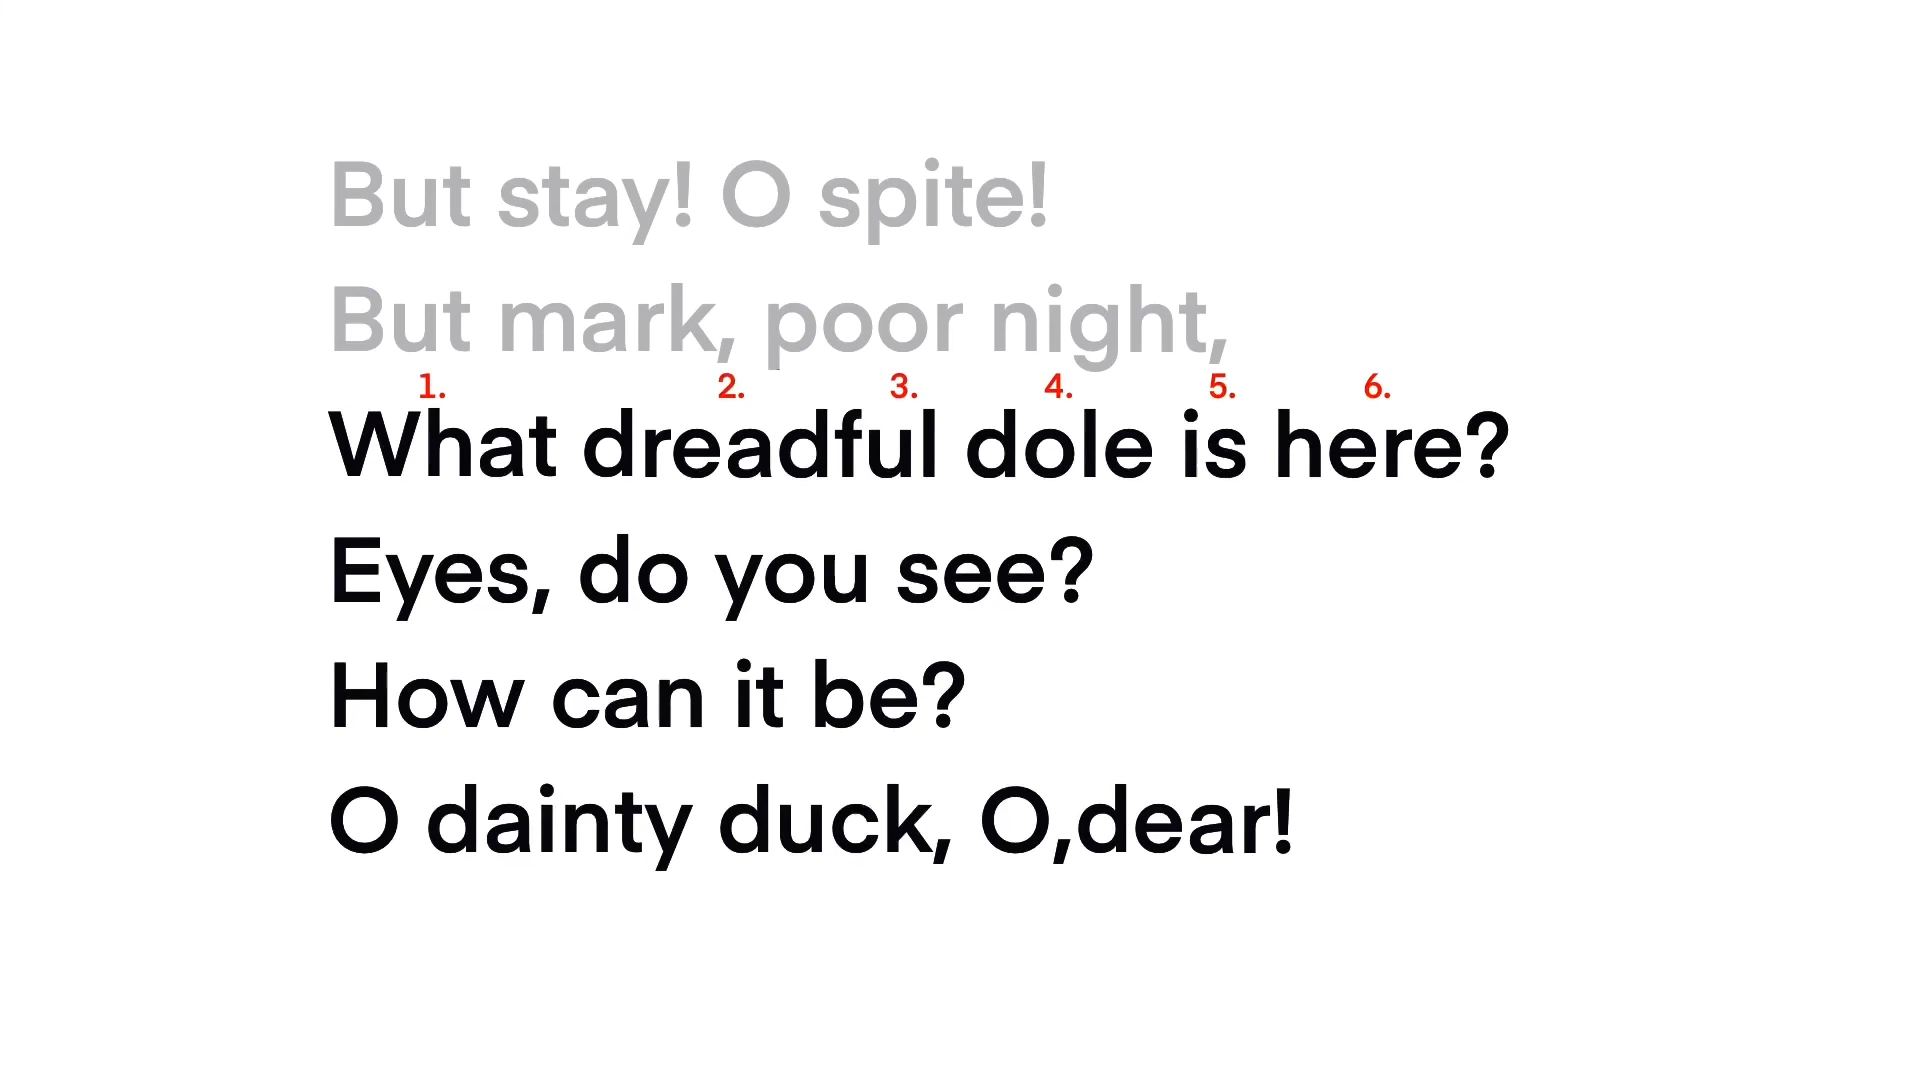 But stay! O spite!
But mark, poor night,
1. 2. 3. 4. 5. 6.
What dreadful dole is here?
Eyes, do you see?
How can it be?
O dainty duck, O,dear!